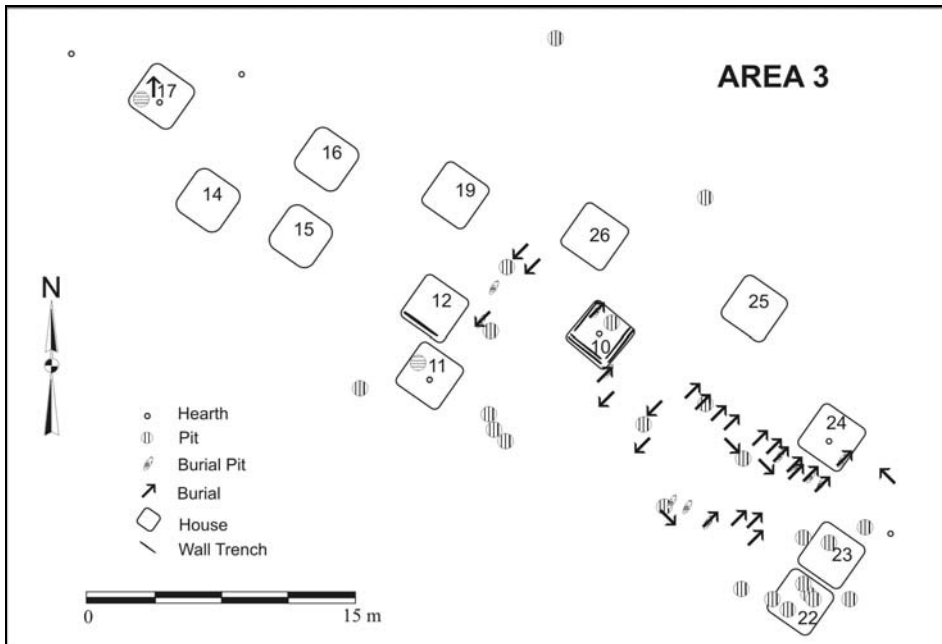 AREA 3
17
16
14
15
19
26
12
25
10
11
24
23
22
N
Hearth
Pit
Burial Pit
Burial
House
Wall Trench
0
15 m